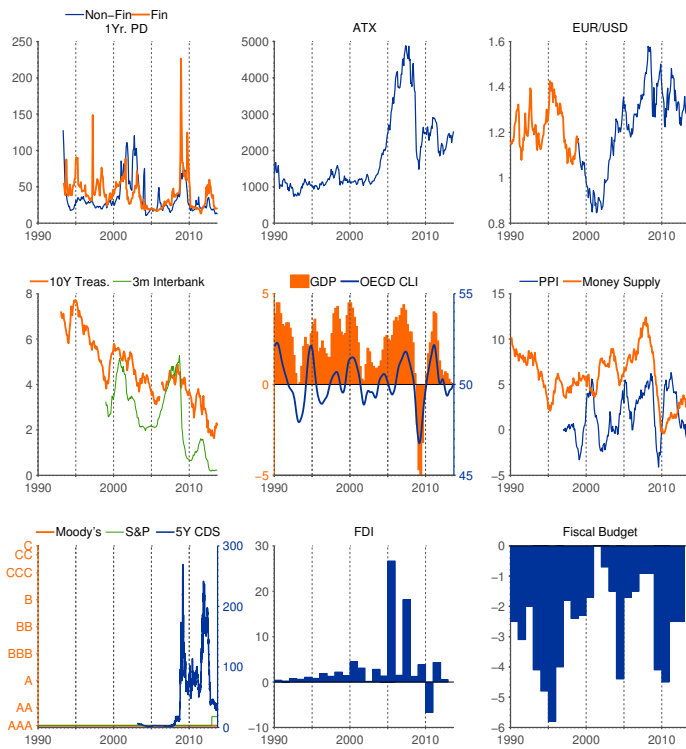 Non-Fin Fin
1Yr. PD
250
200
150
100
50
0
1990 2000 2010
ATX
5000
4000
3000
2000
1000
0
1990 2000 2010
EUR/USD
1.6
1.4
1.2
1
0.8
1990 2000 2010
10Y Treas. 3m Interbank
8
6
4
2
0
1990 2000 2010
GDP OECD CLI
5 55
0 50
−5 45
1990 2000 2010
PPI Money Supply
15
10
5
0
−5
1990 2000 2010
Moody's S&P 5Y CDS
C 300
CC
CCC
B 200
BB
BBB
A 100
AA
AAA 0
1990 2000 2010
FDI
30
20
10
0
−10
1990 2000 2010
Fiscal Budget
0
−1
−2
−3
−4
−5
−6
1990 2000 2010